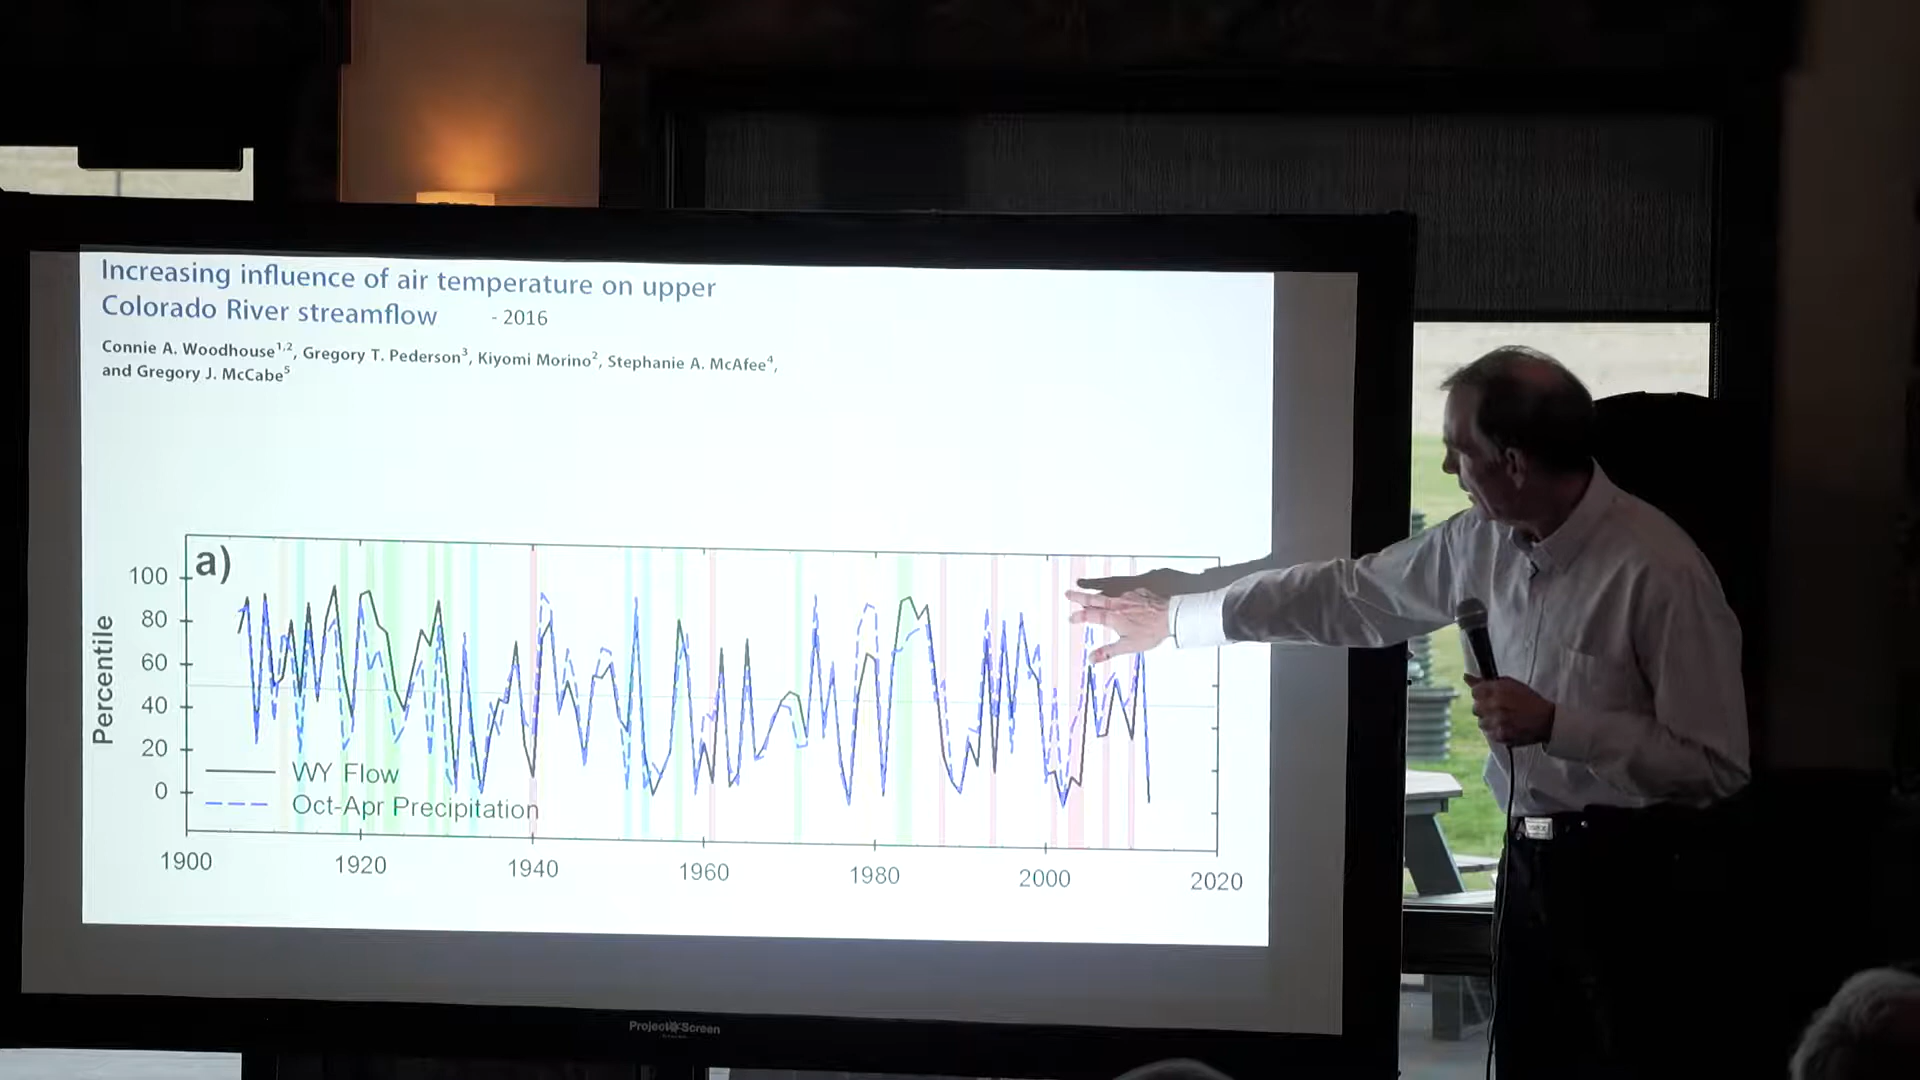 Increasing influence of air temperature on upper
Colorado River streamflow - 2016
Connie A. Woodhouse1,2, Gregory T. Pederson3, Kiyomi Morino2, Stephanie A. McAfee4,
and Gregory J. McCabe5
a)
Percentile
100
80
60
40
20
0
WY Flow
Oct-Apr Precipitation
1900 1920 1940 1960 1980 2000 2020
Project Screen